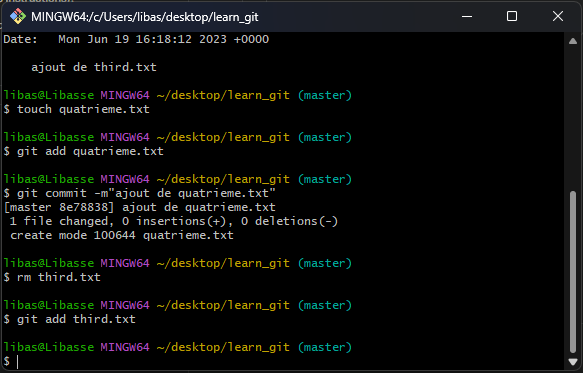 MINGW64:/c/Users/libas/desktop/learn_git
Date:   Mon Jun 19 16:18:12 2023 +0000
    ajout de third.txt
libas@Libasse MINGW64 ~/desktop/learn_git (master)
$ touch quatrieme.txt
libas@Libasse MINGW64 ~/desktop/learn_git (master)
$ git add quatrieme.txt
libas@Libasse MINGW64 ~/desktop/learn_git (master)
$ git commit -m"ajout de quatrieme.txt"
[master 8e78838] ajout de quatrieme.txt
 1 file changed, 0 insertions(+), 0 deletions(-)
 create mode 100644 quatrieme.txt
libas@Libasse MINGW64 ~/desktop/learn_git (master)
$ rm third.txt
libas@Libasse MINGW64 ~/desktop/learn_git (master)
$ git add third.txt
libas@Libasse MINGW64 ~/desktop/learn_git (master)
$